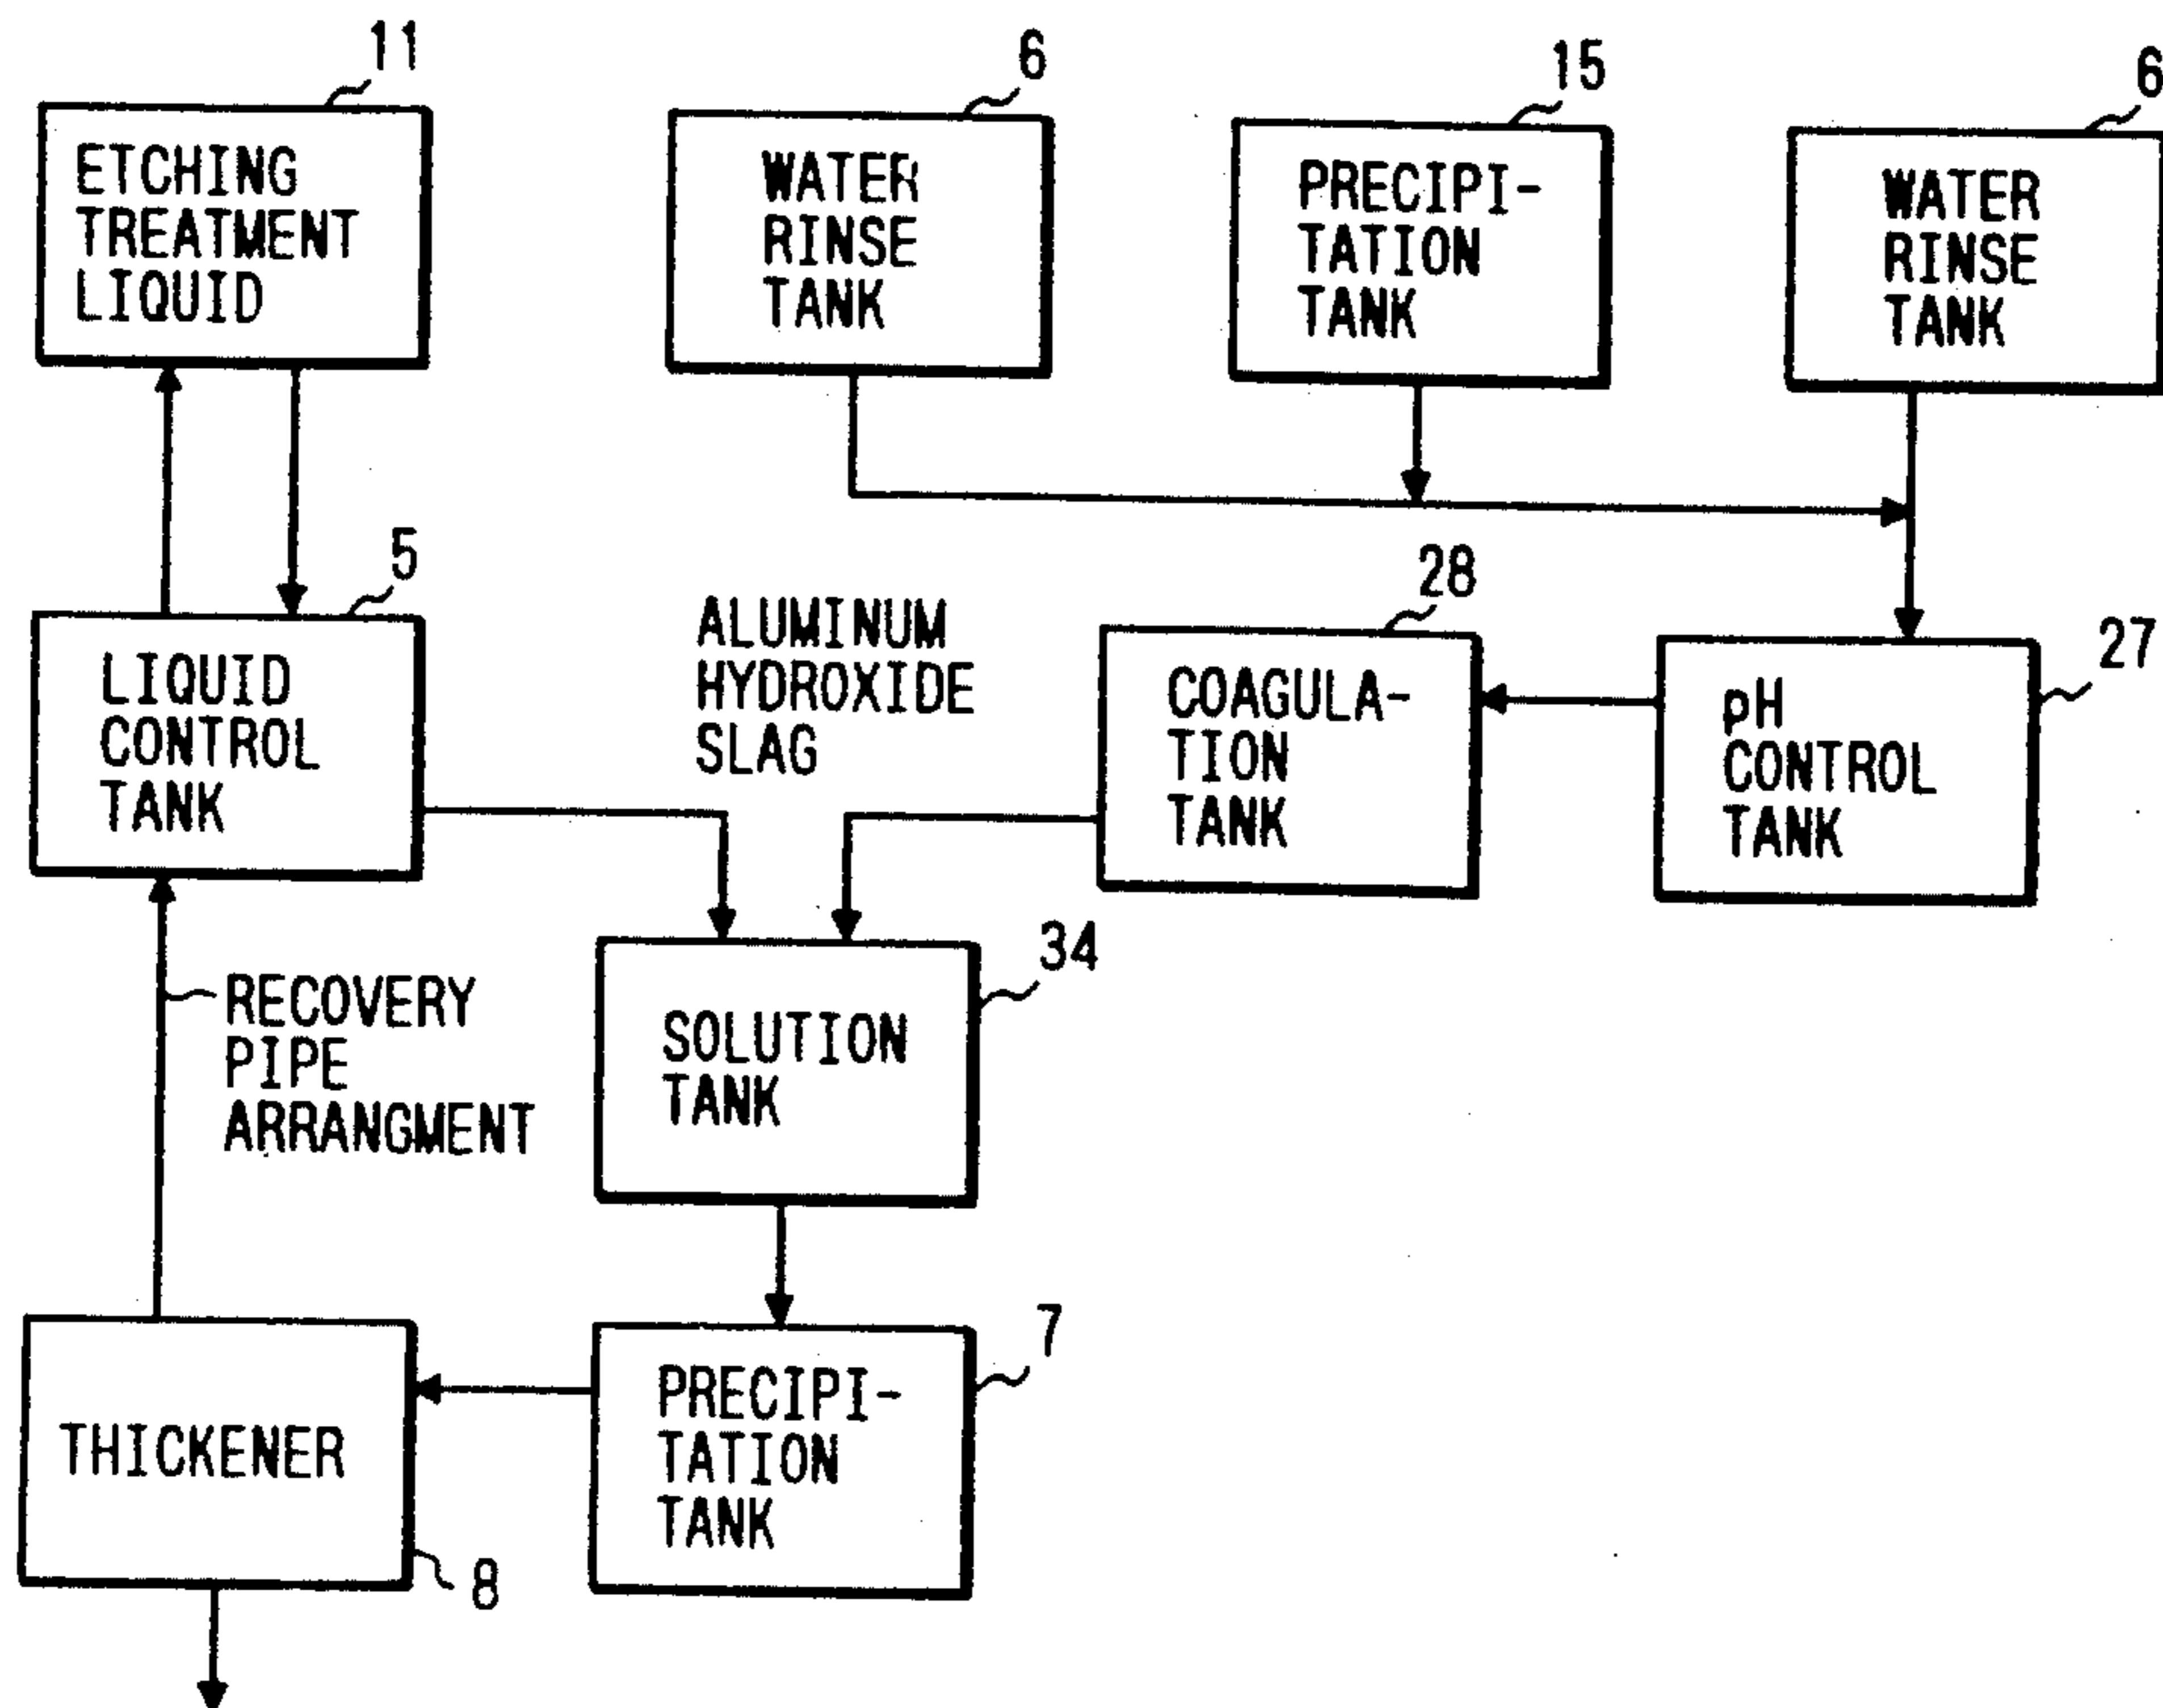 11
ETCHING
TREATMENT
LIQUID
6
WATER
RINSE
TANK
15
PRECIPI-
TATION
TANK
6
WATER
RINSE
TANK
5
LIQUID
CONTROL
TANK
ALUMINUM
HYDROXIDE
SLAG
28
COAGULA-
TION
TANK
27
pH
CONTROL
TANK
RECOVERY
PIPE
ARRANGMENT
34
SOLUTION
TANK
THICKENER
8
7
PRECIPI-
TATION
TANK